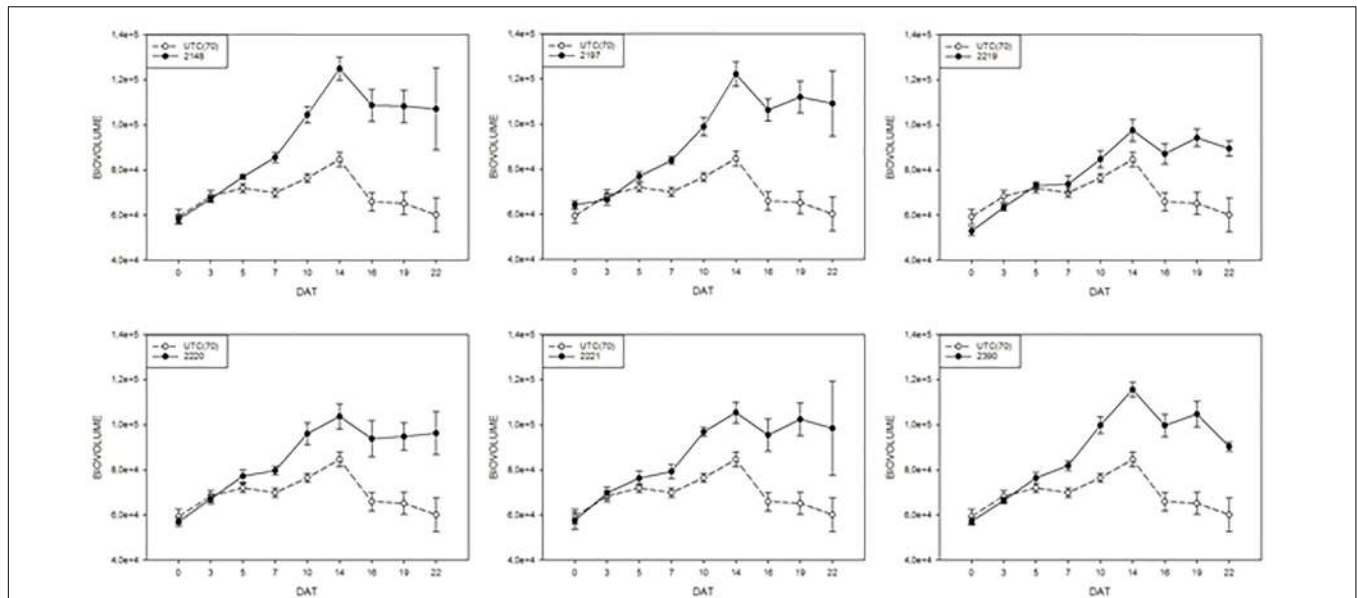 UTC(70)
2148
1,4e+5
1,2e+5
1,0e+5
8,0e+4
6,0e+4
4,0e+4
BIOVOLUME
0 3 5 7 10 14 16 19 22
DAT
UTC(70)
2197
1,4e+5
1,2e+5
1,0e+5
8,0e+4
6,0e+4
4,0e+4
BIOVOLUME
0 3 5 7 10 14 16 19 22
DAT
UTC(70)
2219
1,4e+5
1,2e+5
1,0e+5
8,0e+4
6,0e+4
4,0e+4
BIOVOLUME
0 3 5 7 10 14 16 19 22
DAT
UTC(70)
2220
1,4e+5
1,2e+5
1,0e+5
8,0e+4
6,0e+4
4,0e+4
BIOVOLUME
0 3 5 7 10 14 16 19 22
DAT
UTC(70)
2221
1,4e+5
1,2e+5
1,0e+5
8,0e+4
6,0e+4
4,0e+4
BIOVOLUME
0 3 5 7 10 14 16 19 22
DAT
UTC(70)
2390
1,4e+5
1,2e+5
1,0e+5
8,0e+4
6,0e+4
4,0e+4
BIOVOLUME
0 3 5 7 10 14 16 19 22
DAT